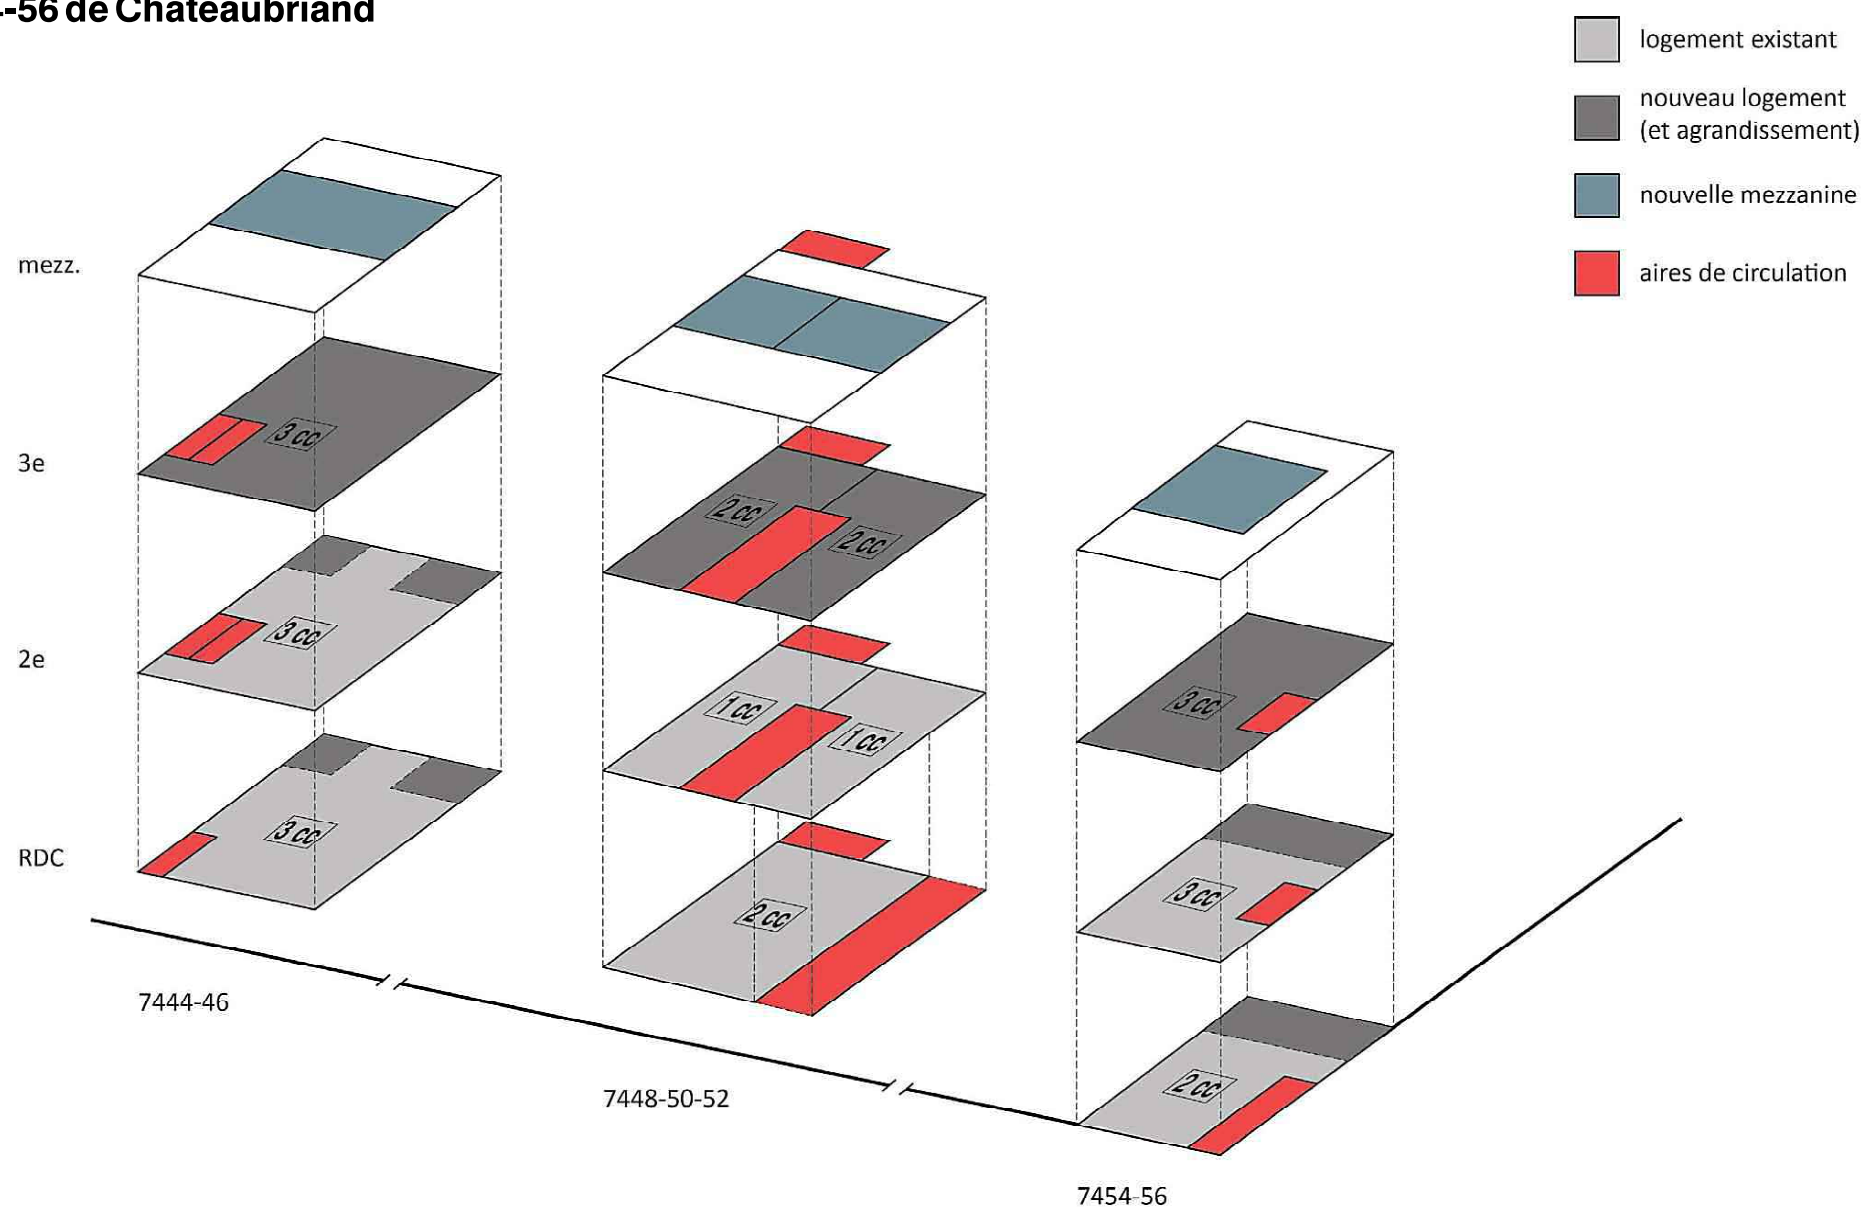 -56 de Chateaubriand
logement existant
nouveau logement
(et agrandissement)
nouvelle mezzanine
aires de circulation
mezz.
3e
3 cc
2 cc
2 cc
2e
3 cc
1 cc
1 cc
3 cc
RDC
3 cc
2 cc
3 cc
2 cc
7444-46
7448-50-52
7454-56